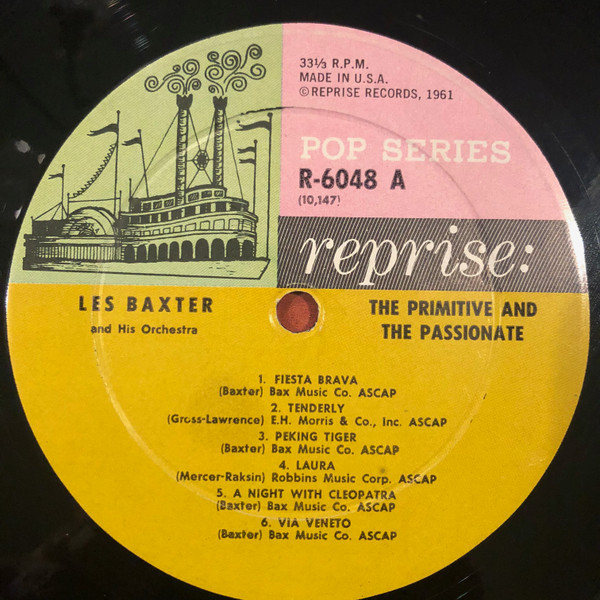 33⅓ R.P.M.
MADE IN U.S.A.
©REPRISE RECORDS, 1961
POP SERIES
R-6048 A
(10,147)
reprise:
LES BAXTER
and His Orchestra
THE PRIMITIVE AND
THE PASSIONATE
1. FIESTA BRAVA
(Baxter) Bax Music Co. ASCAP
2. TENDERLY
(Gross-Lawrence) E.H. Morris & Co., Inc. ASCAP
3. PEKING TIGER
(Baxter) Bax Music Co. ASCAP
4. LAURA
(Mercer-Raksin) Robbins Music Corp. ASCAP
5. A NIGHT WITH CLEOPATRA
(Baxter) Bax Music Co. ASCAP
6. VIA VENETO
(Baxter) Bax Music Co. ASCAP